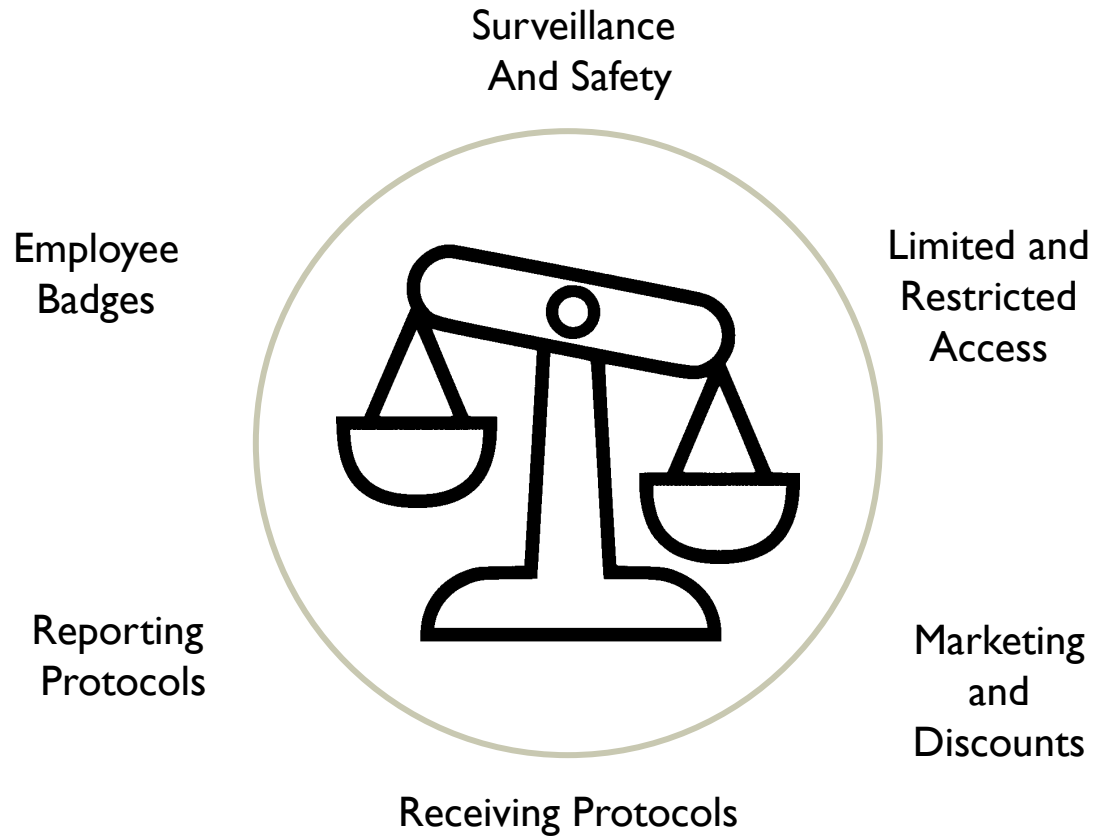 Surveillance
And Safety
Employee
Badges
Limited and
Restricted
Access
Reporting
Protocols
Marketing
and
Discounts
Receiving Protocols